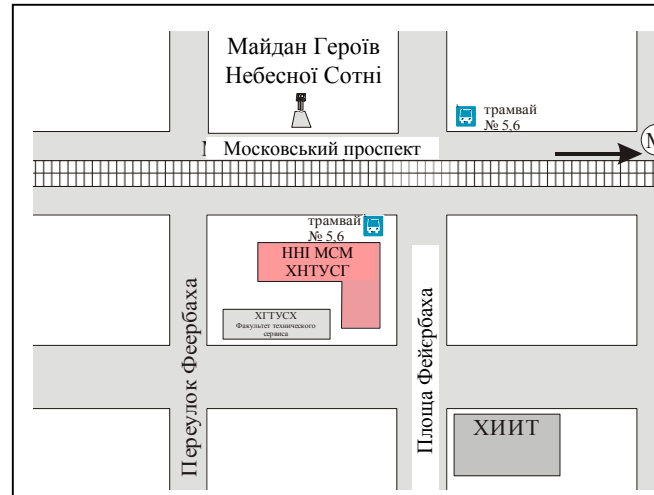 Майдан Героїв
Небесної Сотні
трамвай
№ 5,6
Московський проспект
М
трамвай
№ 5,6
ННІ МСМ
ХНТУСГ
ХГТУСХ
Факультет технического
сервиса
Переулок Феербаха
Площа Фейєрбаха
ХИИТ